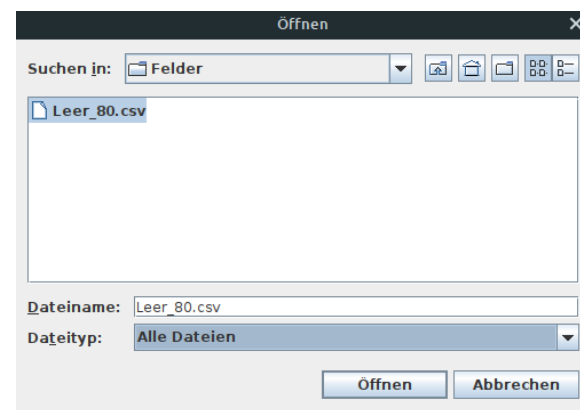 Öffnen
Suchen in: Felder
Leer_80.csv
Dateiname: Leer_80.csv
Dateityp: Alle Dateien
Öffnen Abbrechen